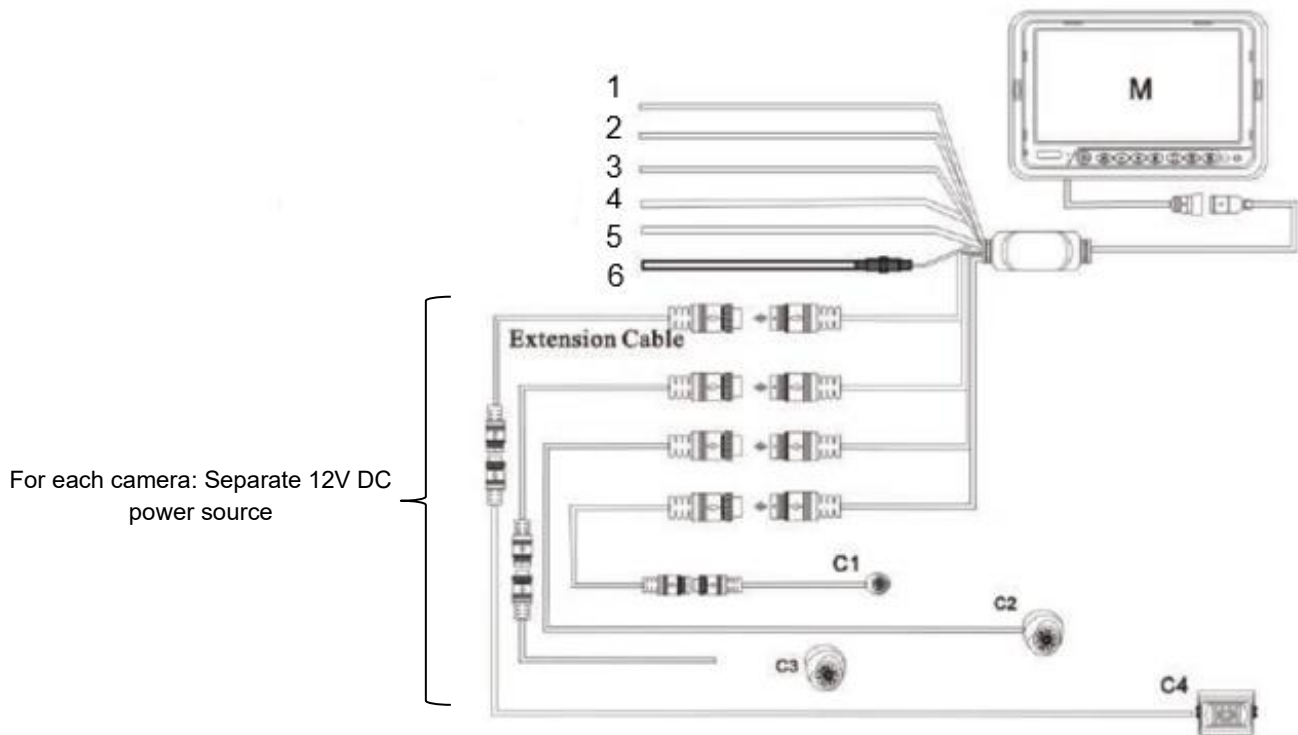 M
1
2
3
4
5
6
Extension Cable
For each camera: Separate 12V DC
power source
C1
C2
C3
C4